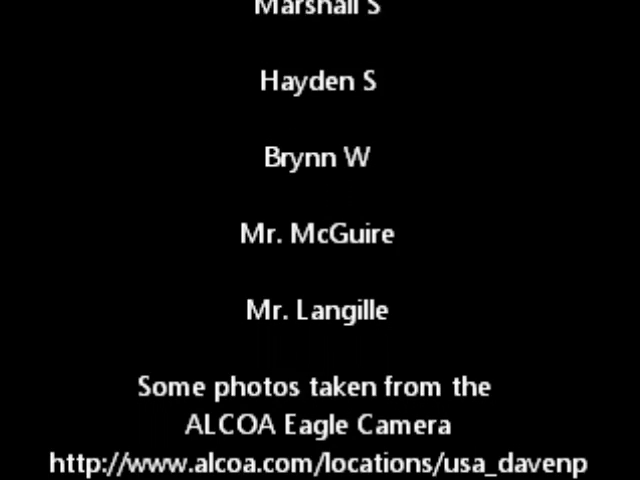 Marshall S
Hayden S
Brynn W
Mr. McGuire
Mr. Langille
Some photos taken from the
ALCOA Eagle Camera
http://www.alcoa.com/locations/usa_davenp